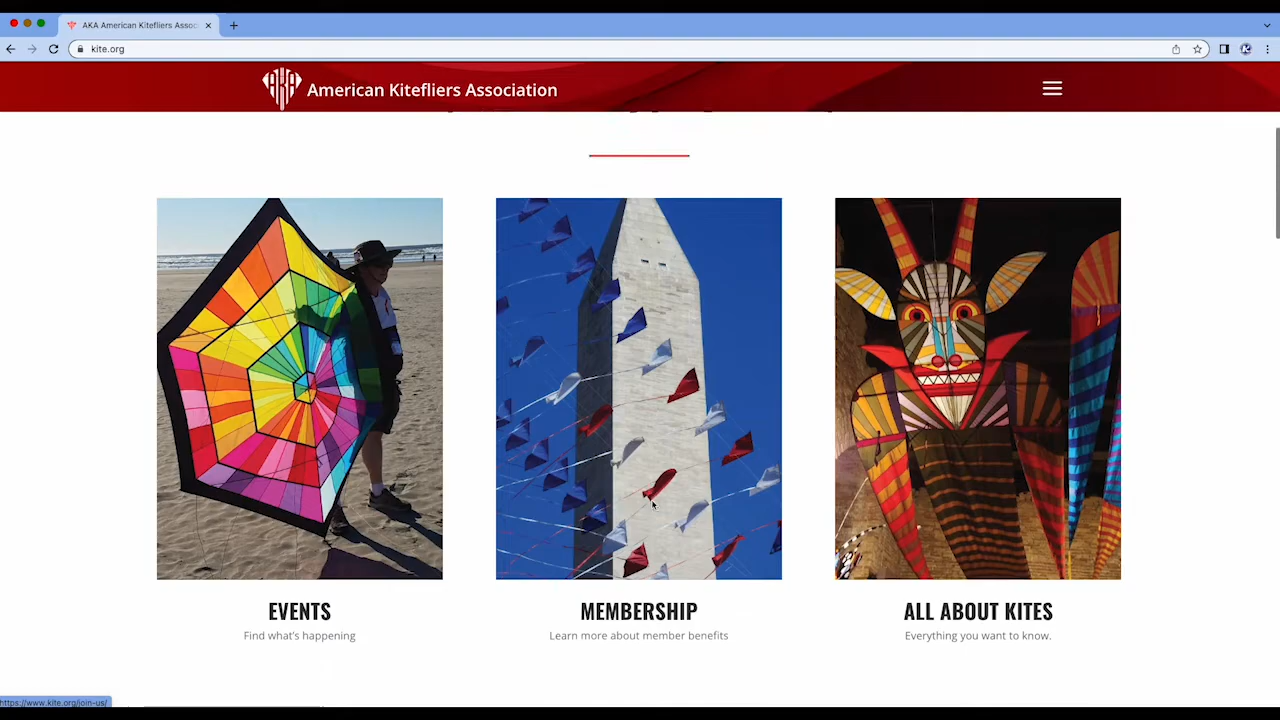 AKA American Kitefliers Assoc
kite.org
AKA American Kitefliers Association
EVENTS
Find what's happening
MEMBERSHIP
Learn more about member benefits
ALL ABOUT KITES
Everything you want to know.
https://www.kite.org/join-us/